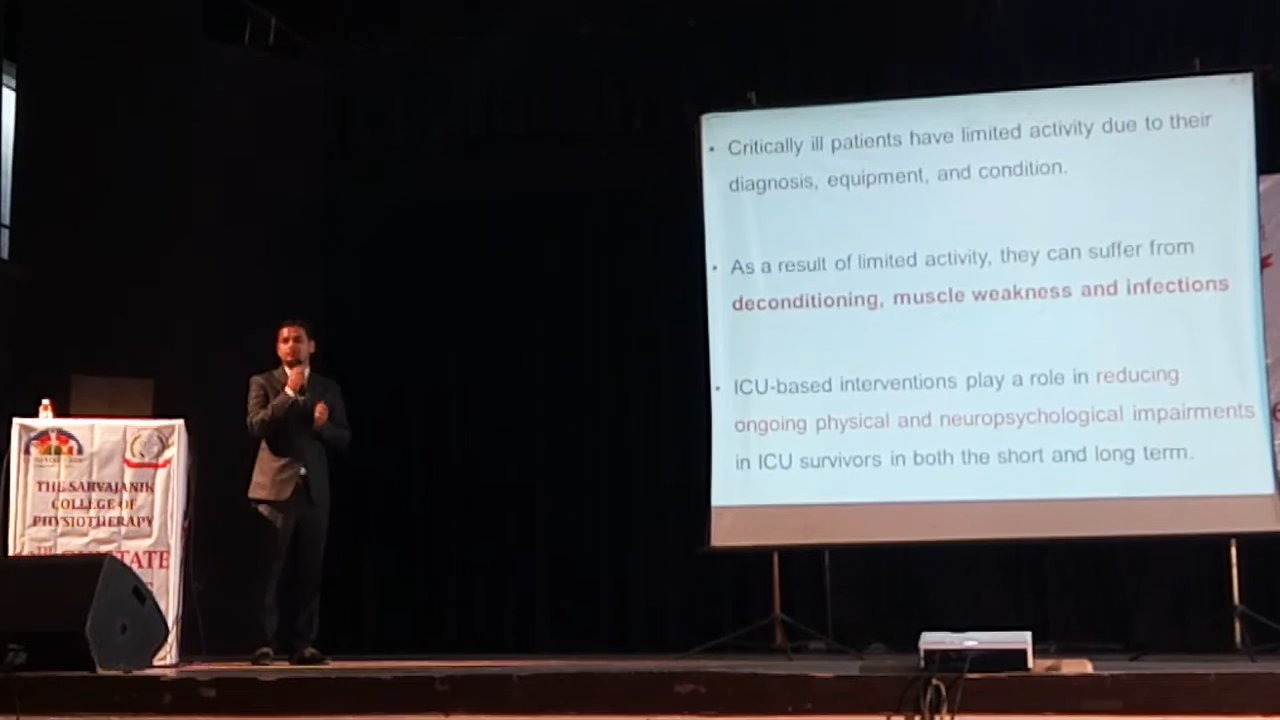 • Critically ill patients have limited activity due to their
diagnosis, equipment, and condition.
• As a result of limited activity, they can suffer from
deconditioning, muscle weakness and infections
• ICU-based interventions play a role in reducing
ongoing physical and neuropsychological impairments
in ICU survivors in both the short and long term.
THE SARVAJANIK
COLLEGE OF
PHYSIOTHERAPY